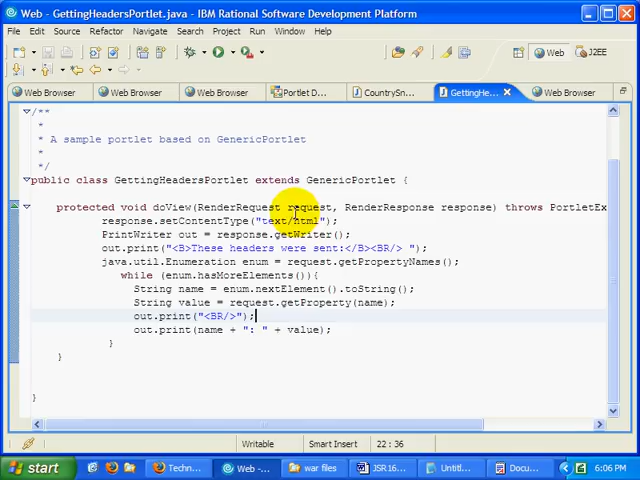 Web - GettingHeadersPortlet.java - IBM Rational Software Development Platform
File Edit Source Refactor Navigate Search Project Run Window Help
Web J2EE
Web Browser Web Browser Web Browser Portlet D... CountrySn... GettingHe... Web Browser
/**
*
* A sample portlet based on GenericPortlet
*
*/
public class GettingHeadersPortlet extends GenericPortlet {
protected void doView(RenderRequest request, RenderResponse response) throws PortletEx
response.setContentType("text/html");
PrintWriter out = response.getWriter();
out.print("<B>These headers were sent:</B><BR/> ");
java.util.Enumeration enum = request.getPropertyNames();
while (enum.hasMoreElements()){
String name = enum.nextElement().toString();
String value = request.getProperty(name);
out.print("<BR/>");
out.print(name + ": " + value);
}
}
}
Writable Smart Insert 22 : 36
start Techn... Web -... war files JSR16... Untitl... Docu... 6:06 PM